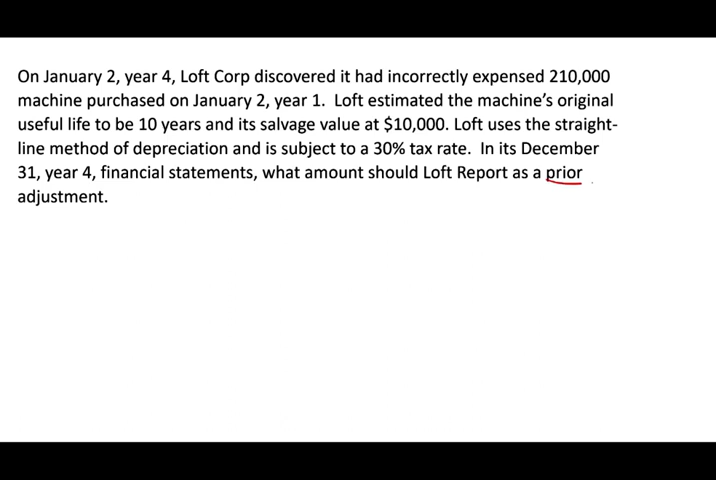 On January 2, year 4, Loft Corp discovered it had incorrectly expensed 210,000
machine purchased on January 2, year 1.  Loft estimated the machine's original
useful life to be 10 years and its salvage value at $10,000. Loft uses the straight-
line method of depreciation and is subject to a 30% tax rate.  In its December
31, year 4, financial statements, what amount should Loft Report as a prior
adjustment.